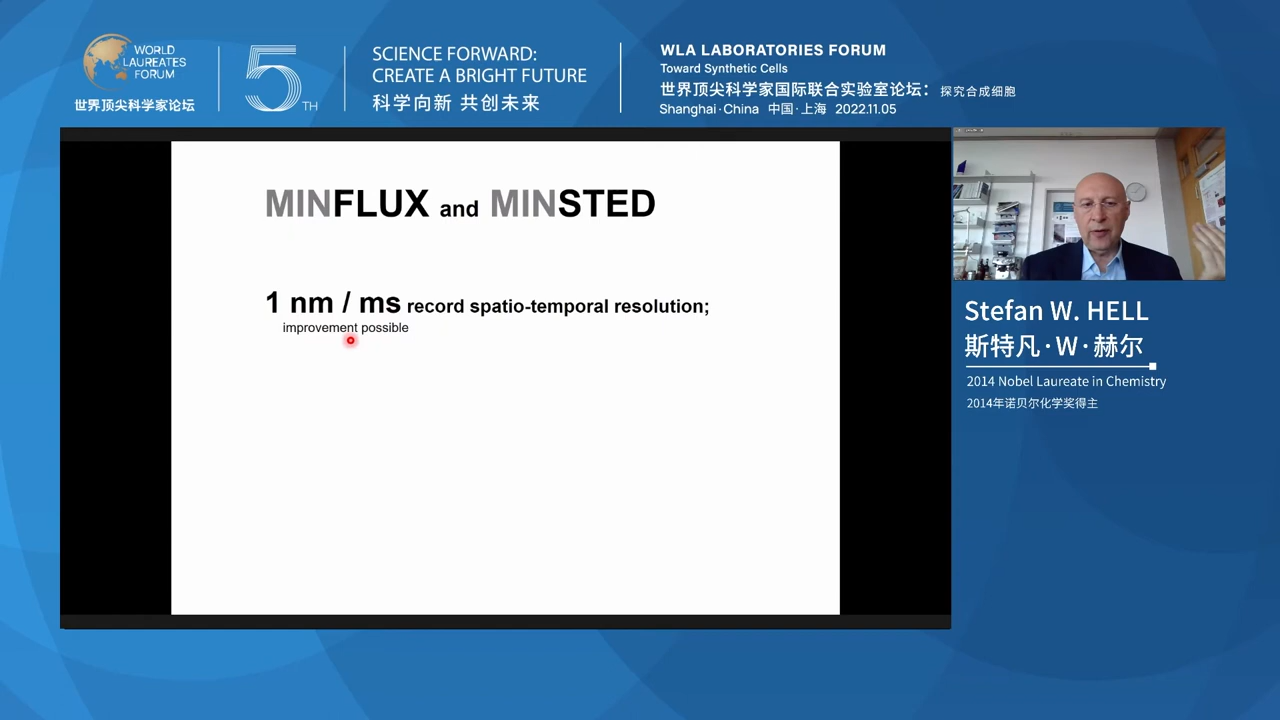 WORLD
LAUREATES
FORUM
世界顶尖科学家论坛
5TH
SCIENCE FORWARD:
CREATE A BRIGHT FUTURE
科学向新 共创未来
WLA LABORATORIES FORUM
Toward Synthetic Cells
世界顶尖科学家国际联合实验室论坛：探究合成细胞
Shanghai·China 中国·上海 2022.11.05
MINFLUX and MINSTED
1 nm / ms record spatio-temporal resolution;
improvement possible
Stefan W. HELL
斯特凡·W·赫尔
2014 Nobel Laureate in Chemistry
2014年诺贝尔化学奖得主